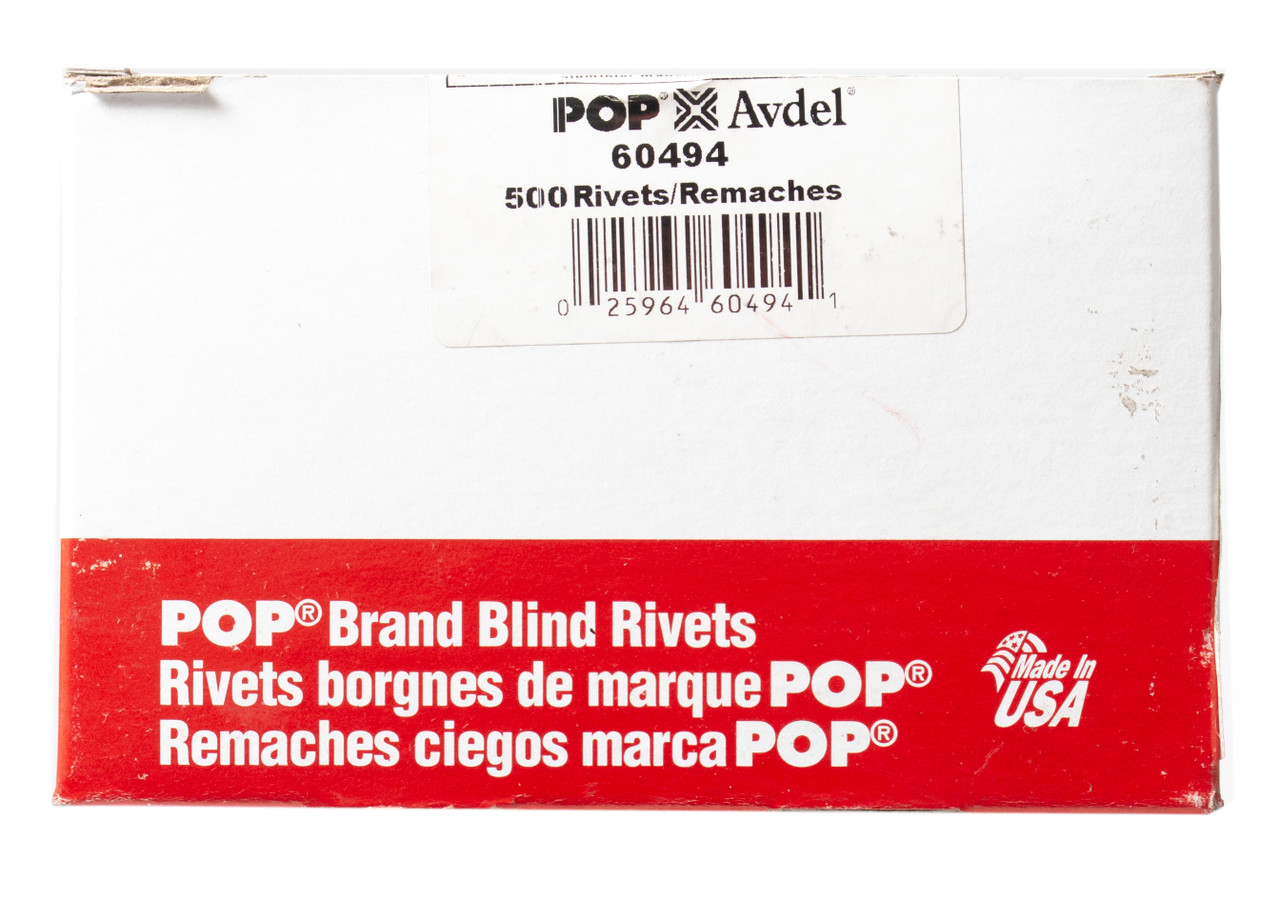 POP® Avdel®
60494
500 Rivets/Remaches
0 25964 60494 1
POP® Brand Blind Rivets
Rivets borgnes de marque POP®
Remaches ciegos marca POP®
Made In
USA